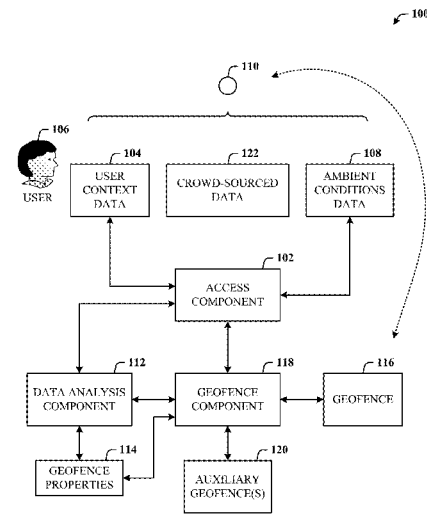 100
110
106
104
122
108
USER
USER
CONTEXT
DATA
CROWD-SOURCED
DATA
AMBIENT
CONDITIONS
DATA
102
ACCESS
COMPONENT
112
118
116
DATA ANALYSIS
COMPONENT
GEOFENCE
COMPONENT
GEOFENCE
114
120
GEOFENCE
PROPERTIES
AUXILIARY
GEOFENCE(S)